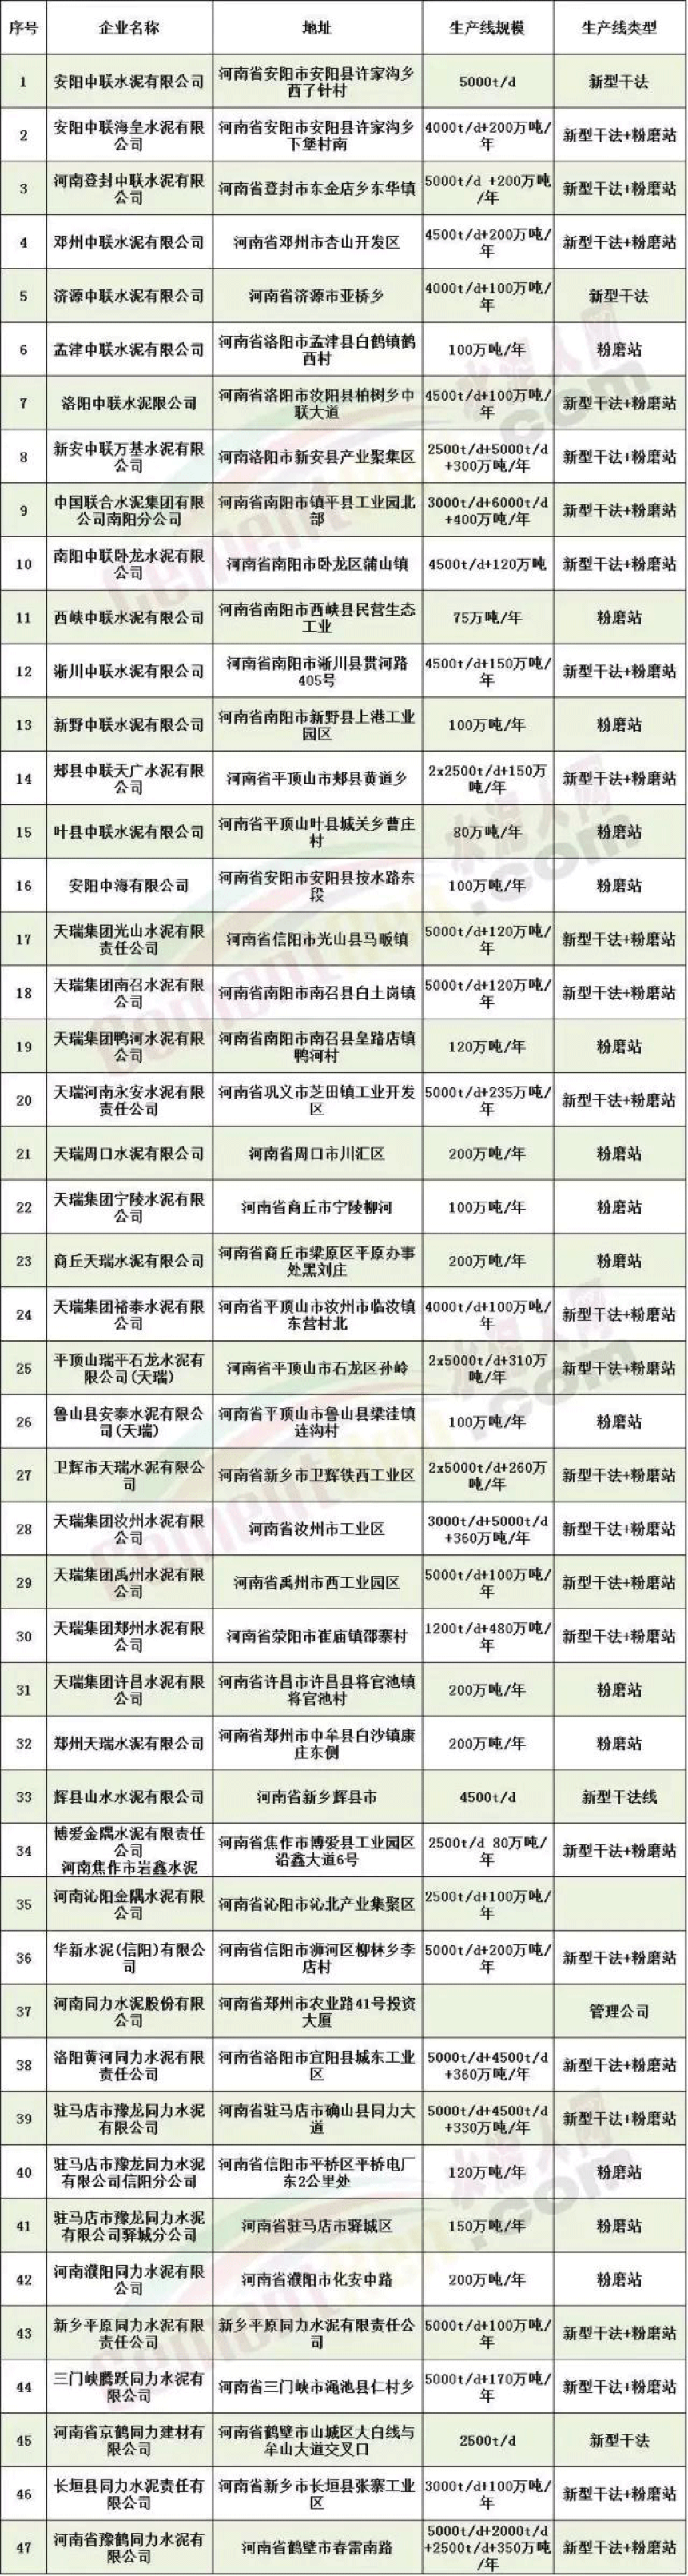 序号 企业名称 地址 生产线规模 生产线类型
1 安阳中联水泥有限公司 河南省安阳市安阳县许家沟乡西子针村 5000t/d 新型干法
2 安阳中联海皇水泥有限公司 河南省安阳市安阳县许家沟乡下堡村南 4000t/d+200万吨/年 新型干法+粉磨站
3 河南登封中联水泥有限公司 河南省登封市东金店乡东华镇 5000t/d +200万吨/年 新型干法+粉磨站
4 邓州中联水泥有限公司 河南省邓州市杏山开发区 4500t/d+200万吨/年 新型干法+粉磨站
5 济源中联水泥有限公司 河南省济源市亚桥乡 4000t/d+100万吨/年 新型干法
6 孟津中联水泥有限公司 河南省洛阳市孟津县白鹤镇鹤西村 100万吨/年 粉磨站
7 洛阳中联水泥限公司 河南省洛阳市汝阳县柏树乡中联大道 4500t/d+100万吨/年 新型干法+粉磨站
8 新安中联万基水泥有限公司 河南洛阳市新安县产业聚集区 2500t/d+5000t/d+300万吨/年 新型干法+粉磨站
9 中国联合水泥集团有限公司南阳分公司 河南省南阳市镇平县工业园北部 3000t/d+6000t/d+400万吨/年 新型干法+粉磨站
10 南阳中联卧龙水泥有限公司 河南省南阳市卧龙区蒲山镇 4500t/d+120万吨 新型干法+粉磨站
11 西峡中联水泥有限公司 河南省南阳市西峡县民营生态工业 75万吨/年 粉磨站
12 淅川中联水泥有限公司 河南省南阳市淅川县贯河路405号 4500t/d+150万吨/年 新型干法+粉磨站
13 新野中联水泥有限公司 河南省南阳市新野县上港工业园区 100万吨/年 粉磨站
14 郏县中联天广水泥有限公司 河南省平顶山市郏县黄道乡 2x2500t/d+150万吨/年 新型干法+粉磨站
15 叶县中联水泥有限公司 河南省平顶山叶县城关乡曹庄村 80万吨/年 粉磨站
16 安阳中海有限公司 河南省安阳市安阳县按水路东段 100万吨/年 粉磨站
17 天瑞集团光山水泥有限责任公司 河南省信阳市光山县马畈镇 5000t/d+120万吨/年 新型干法+粉磨站
18 天瑞集团南召水泥有限公司 河南省南阳市南召县白土岗镇 5000t/d+120万吨/年 新型干法+粉磨站
19 天瑞集团鸭河水泥有限公司 河南省南阳市南召县皇路店镇鸭河村 120万吨/年 粉磨站
20 天瑞河南永安水泥有限责任公司 河南省巩义市芝田镇工业开发区 5000t/d+235万吨/年 新型干法+粉磨站
21 天瑞周口水泥有限公司 河南省周口市川汇区 200万吨/年 粉磨站
22 天瑞集团宁陵水泥有限公司 河南省商丘市宁陵柳河 100万吨/年 粉磨站
23 商丘天瑞水泥有限公司 河南省商丘市梁原区平原办事处黑刘庄 200万吨/年 粉磨站
24 天瑞集团裕泰水泥有限公司 河南省平顶山市汝州市临汝镇东营村北 4000t/d+100万吨/年 新型干法+粉磨站
25 平顶山瑞平石龙水泥有限公司(天瑞) 河南省平顶山市石龙区孙岭 2x5000t/d+310万吨/年 新型干法+粉磨站
26 鲁山县安泰水泥有限公司(天瑞) 河南省平顶山市鲁山县梁洼镇连沟村 100万吨/年 粉磨站
27 卫辉市天瑞水泥有限公司 河南省新乡市卫辉铁西工业区 2x5000t/d+260万吨/年 新型干法+粉磨站
28 天瑞集团汝州水泥有限公司 河南省汝州市工业区 3000t/d+5000t/d+360万吨/年 新型干法+粉磨站
29 天瑞集团禹州水泥有限公司 河南省禹州市西工业园区 5000t/d+100万吨/年 新型干法+粉磨站
30 天瑞集团郑州水泥有限公司 河南省荥阳市崔庙镇邵寨村 1200t/d+480万吨/年 新型干法+粉磨站
31 天瑞集团许昌水泥有限公司 河南省许昌市许昌县将官池镇将官池村 200万吨/年 粉磨站
32 郑州天瑞水泥有限公司 河南省郑州市中牟县白沙镇康庄东侧 200万吨/年 粉磨站
33 辉县山水水泥有限公司 河南省新乡辉县市 4500t/d 新型干法线
34 博爱金隅水泥有限责任公司 河南焦作市岩鑫水泥 河南省焦作市博爱县工业园区沿鑫大道6号 2500t/d 80万吨/年 新型干法+粉磨站
35 河南沁阳金隅水泥有限公司 河南省沁阳市沁北产业集聚区 2500t/d+100万吨/年
36 华新水泥(信阳)有限公司 河南省信阳市浉河区柳林乡李店村 5000t/d+200万吨/年 新型干法+粉磨站
37 河南同力水泥股份有限公司 河南省郑州市农业路41号投资大厦 管理公司
38 洛阳黄河同力水泥有限责任公司 河南省洛阳市宜阳县城东工业区 5000t/d+4500t/d+360万吨/年 新型干法+粉磨站
39 驻马店市豫龙同力水泥有限公司 河南省驻马店市确山县同力大道 5000t/d+4500t/d+330万吨/年 新型干法+粉磨站
40 驻马店市豫龙同力水泥有限公司信阳分公司 河南省信阳市平桥区平桥电厂东2公里处 120万吨/年 粉磨站
41 驻马店市豫龙同力水泥有限公司驿城分公司 河南省驻马店市驿城区 150万吨/年 粉磨站
42 河南濮阳同力水泥有限公司 河南省濮阳市化安中路 200万吨/年 粉磨站
43 新乡平原同力水泥有限责任公司 新乡平原同力水泥有限责任公司 5000t/d+100万吨/年 新型干法+粉磨站
44 三门峡腾跃同力水泥有限公司 河南省三门峡市渑池县仁村乡 5000t/d+170万吨/年 新型干法+粉磨站
45 河南省京鹤同力建材有限公司 河南省鹤壁市山城区大白线与牟山大道交叉口 2500t/d 新型干法
46 长垣县同力水泥责任有限公司 河南省新乡市长垣县张寨工业区 3000t/d+100万吨/年 新型干法+粉磨站
47 河南省豫鹤同力水泥有限公司 河南省鹤壁市春雷南路 5000t/d+2000t/d+2500t/d+350万吨/年 新型干法+粉磨站
水泥人网
CementRen.com